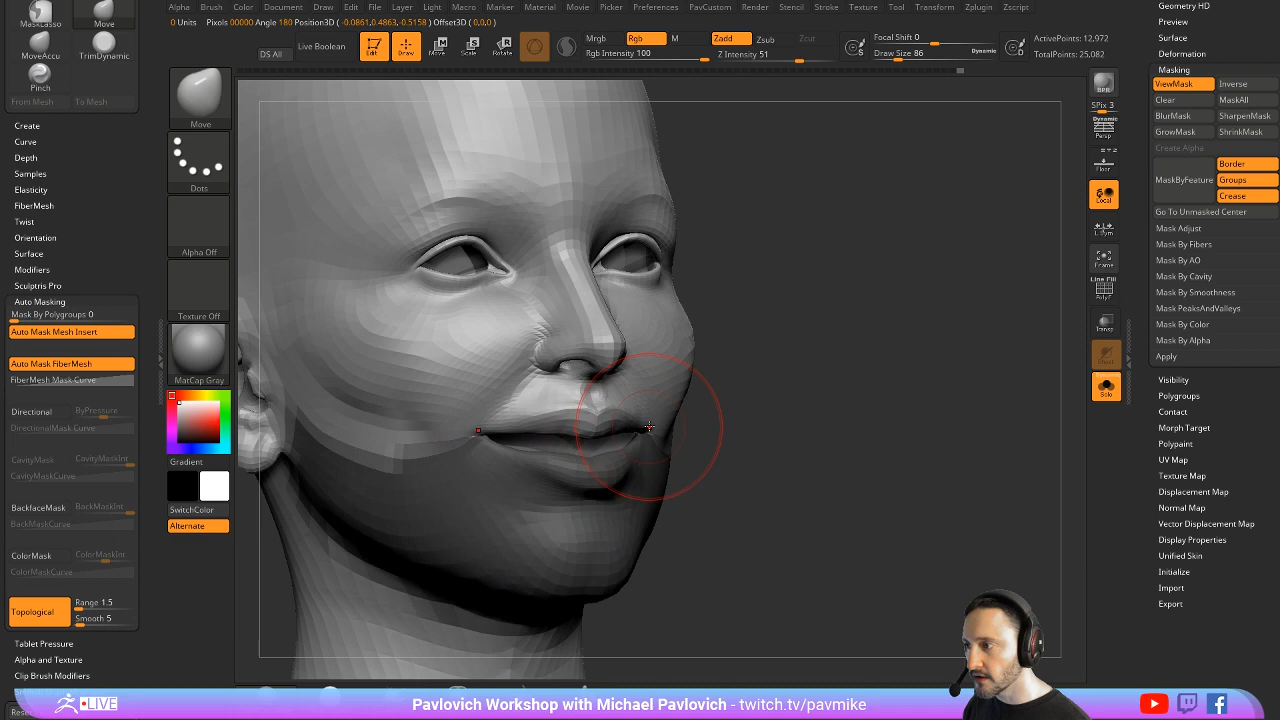 Alpha Brush Color Document Draw Edit File Layer Light Macro Marker Material Movie Picker Preferences PavCustom Render Stencil Stroke Texture Tool Transform Zplugin Zscript
0 Units Pixels 00000 Angle 180 Position3D ( -0.0861,0.4863,-0.5158 ) Offset3D ( 0,0,0 )
MaskLasso Move
MoveAccu TrimDynamic
Pinch
From Mesh To Mesh
Create
Curve
Depth
Samples
Elasticity
FiberMesh
Twist
Orientation
Surface
Modifiers
Sculptris Pro
Auto Masking
Mask By Polygroups 0
Auto Mask Mesh Insert
Auto Mask FiberMesh
FiberMesh Mask Curve
Directional ByPressure
DirectionalMask Curve
CavityMask CavityMaskInt
CavityMaskCurve
BackfaceMask BackMaskInt
BackMaskCurve
ColorMask ColorMaskInt
ColorMaskCurve
Topological Range 1.5
Smooth 5
Tablet Pressure
Alpha and Texture
Clip Brush Modifiers
DS All
Live Boolean
Edit Draw Move Scale Rotate
Mrgb Rgb M
Rgb Intensity 100
Zadd Zsub Zcut
Z Intensity 51
Focal Shift 0
Draw Size 86 Dynamic
ActivePoints: 12,972
TotalPoints: 25,082
Move
Dots
Alpha Off
Texture Off
MatCap Gray
Gradient
SwitchColor
Alternate
BPR
SPix 3
Dynamic
Persp
Floor
Local
L.Sym
Frame
Line Fill
PolyF
Transp
Ghost
Dynamic
Solo
Geometry HD
Preview
Surface
Deformation
Masking
ViewMask Inverse
Clear MaskAll
BlurMask SharpenMask
GrowMask ShrinkMask
Create Alpha
MaskByFeature Border
Groups
Crease
Go To Unmasked Center
Mask Adjust
Mask By Fibers
Mask By AO
Mask By Cavity
Mask By Smoothness
Mask PeaksAndValleys
Mask By Color
Mask By Alpha
Apply
Visibility
Polygroups
Contact
Morph Target
Polypaint
UV Map
Texture Map
Displacement Map
Normal Map
Vector Displacement Map
Display Properties
Unified Skin
Initialize
Import
Export
LIVE
Pavlovich Workshop with Michael Pavlovich - twitch.tv/pavmike